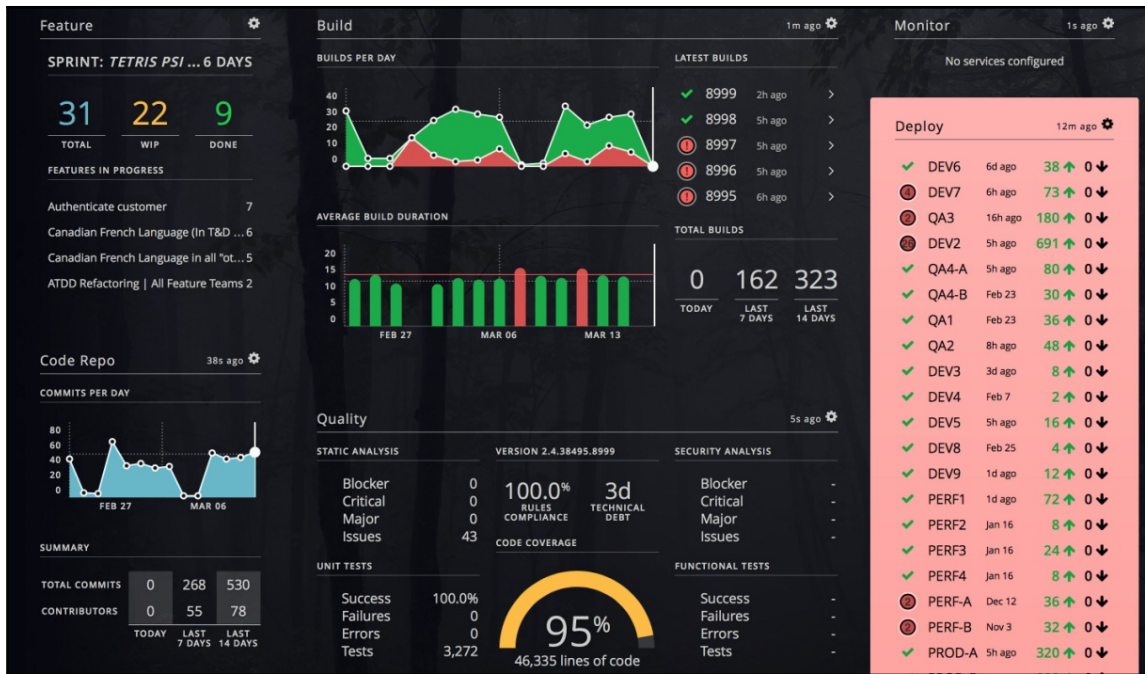 Feature
SPRINT: TETRIS PSI ... 6 DAYS
31 22 9
TOTAL WIP DONE
FEATURES IN PROGRESS
Authenticate customer 7
Canadian French Language (In T&D ... 6
Canadian French Language in all "ot... 5
ATDD Refactoring | All Feature Teams 2
Code Repo 38s ago
COMMITS PER DAY
80
60
40
20
0
FEB 27 MAR 06
SUMMARY
TOTAL COMMITS 0 268 530
CONTRIBUTORS 0 55 78
TODAY LAST 7 DAYS LAST 14 DAYS
Build 1m ago
BUILDS PER DAY
40
30
20
10
0
AVERAGE BUILD DURATION
20
15
10
5
0
FEB 27 MAR 06 MAR 13
LATEST BUILDS
8999 2h ago >
8998 5h ago >
! 8997 5h ago >
! 8996 5h ago >
! 8995 6h ago >
TOTAL BUILDS
0 162 323
TODAY LAST 7 DAYS LAST 14 DAYS
Quality 5s ago
STATIC ANALYSIS
Blocker 0
Critical 0
Major 0
Issues 43
UNIT TESTS
Success 100.0%
Failures 0
Errors 0
Tests 3,272
VERSION 2.4.38495.8999
100.0% 3d
RULES COMPLIANCE TECHNICAL DEBT
CODE COVERAGE
95%
46,335 lines of code
SECURITY ANALYSIS
Blocker -
Critical -
Major -
Issues -
FUNCTIONAL TESTS
Success -
Failures -
Errors -
Tests -
Monitor 1s ago
No services configured
Deploy 12m ago
DEV6 6d ago 38 0
4 DEV7 6h ago 73 0
2 QA3 16h ago 180 0
26 DEV2 5h ago 691 0
QA4-A 5h ago 80 0
QA4-B Feb 23 30 0
QA1 Feb 23 36 0
QA2 8h ago 48 0
DEV3 3d ago 8 0
DEV4 Feb 7 2 0
DEV5 5h ago 16 0
DEV8 Feb 25 4 0
DEV9 1d ago 12 0
PERF1 1d ago 72 0
PERF2 Jan 16 8 0
PERF3 Jan 16 24 0
PERF4 Jan 16 8 0
2 PERF-A Dec 12 36 0
2 PERF-B Nov 3 32 0
PROD-A 5h ago 320 0